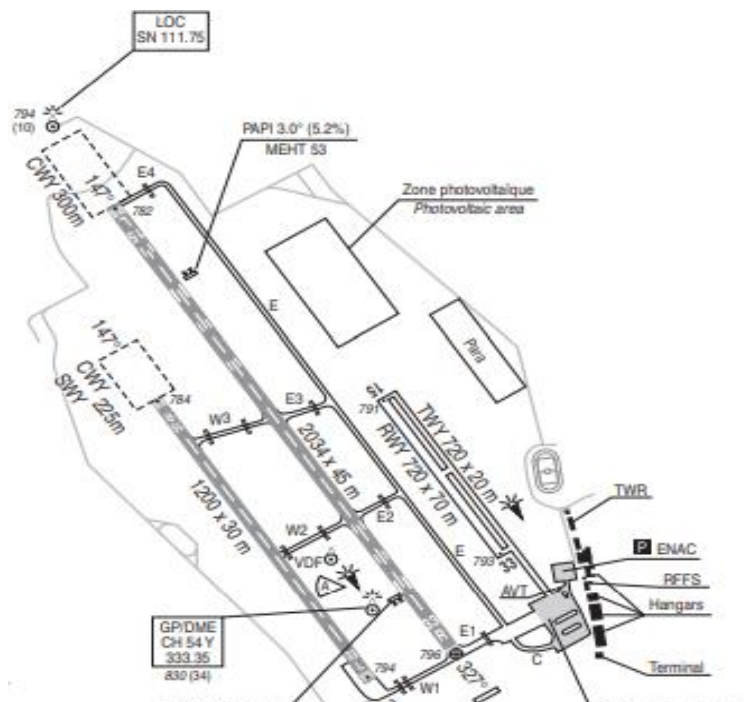 LOC
SN 111.75
794
(10)
PAPI 3.0° (5.2%)
MEHT 53
CWY 300m
147°
E4
782
Zone photovoltaïque
Photovoltaic area
E
Para
147°
CWY 225m
SWY
784
W3
E3
791
TWY 720 x 20 m
RWY 720 x 70 m
2034 x 45 m
1200 x 30 m
W2
E2
VDF
A
E
793
TWR
P ENAC
AVT
RFFS
Hangars
GP/DME
CH 54 Y
333.35
830 (34)
E1
C
796
327°
794
W1
Terminal